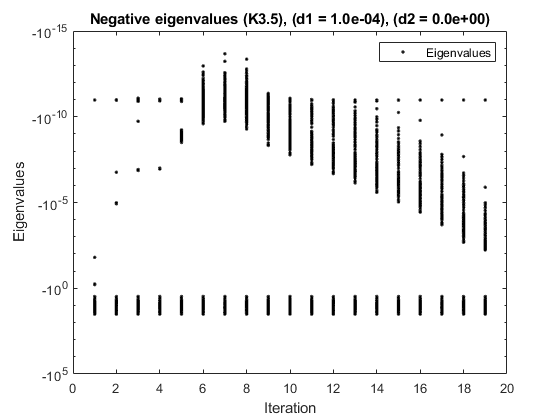 Negative eigenvalues (K3.5), (d1 = 1.0e-04), (d2 = 0.0e+00)
-10^-15
Eigenvalues
-10^-10
-10^-5
-10^0
-10^5
Eigenvalues
0 2 4 6 8 10 12 14 16 18 20
Iteration